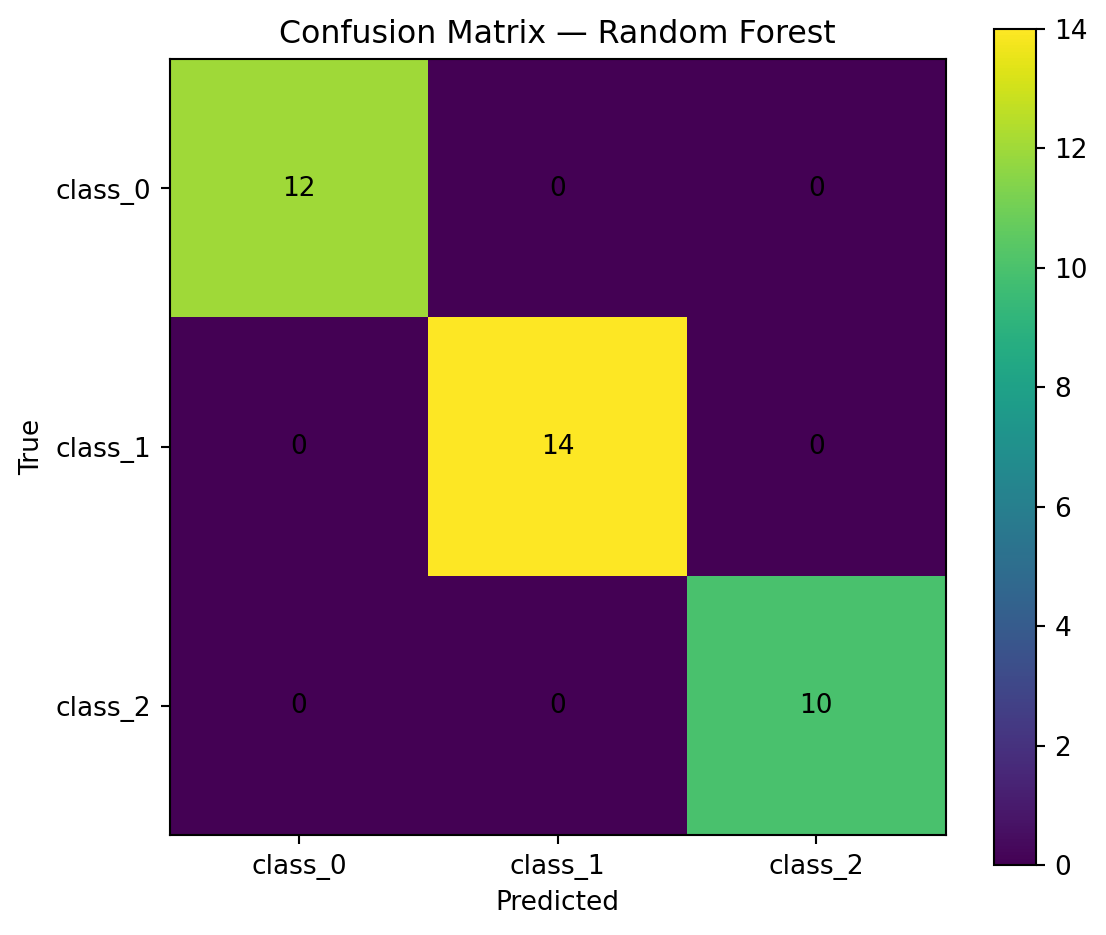 Confusion Matrix — Random Forest
14
12
10
8
6
4
2
0
True
class_0
12
0
0
class_1
0
14
0
class_2
0
0
10
class_0
class_1
class_2
Predicted